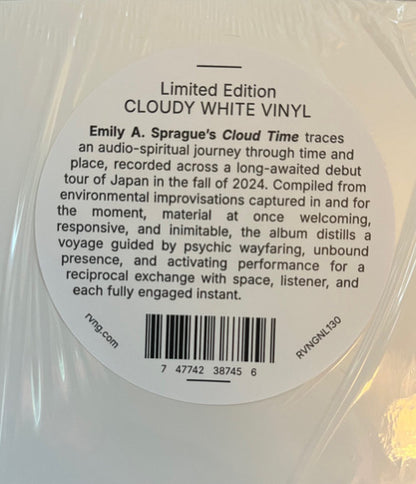 Limited Edition
CLOUDY WHITE VINYL
Emily A. Sprague's Cloud Time traces
an audio-spiritual journey through time and
place, recorded across a long-awaited debut
tour of Japan in the fall of 2024. Compiled from
environmental improvisations captured in and for
the moment, material at once welcoming,
responsive, and inimitable, the album distills a
voyage guided by psychic wayfaring, unbound
presence, and activating performance for a
reciprocal exchange with space, listener, and
each fully engaged instant.
rvng.com
RVNGNL130
7 47742 38745 6